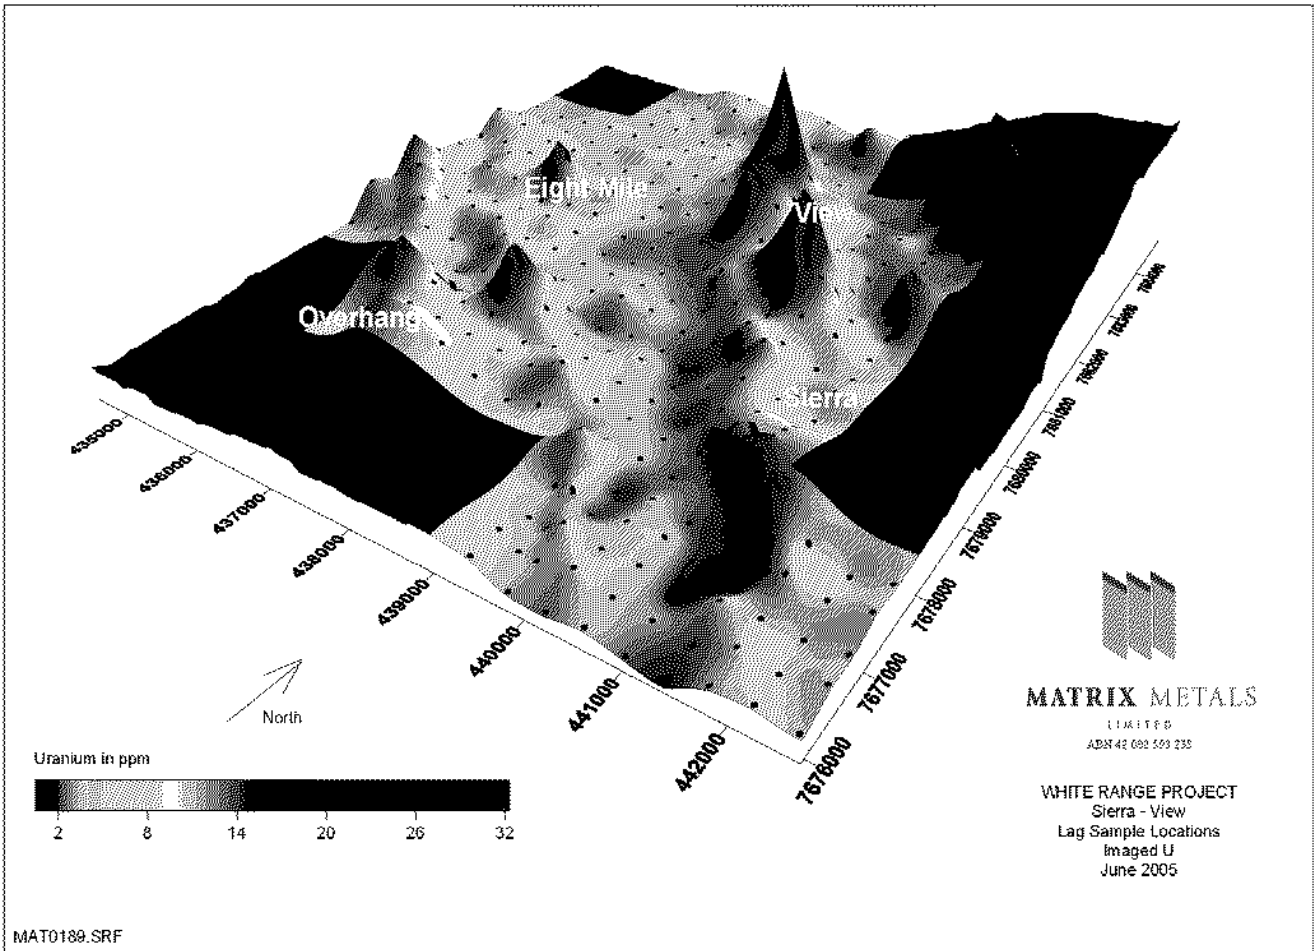 Eight Mile
View
Overhang
Sierra
435000
436000
437000
438000
439000
440000
441000
442000
7676000
7677000
7678000
7679000
7680000
7681000
7682000
North
Uranium in ppm
2 8 14 20 26 32
MATRIX METALS
LIMITED
WHITE RANGE PROJECT
Sierra - View
Lag Sample Locations
Imaged U
June 2005
MAT0189.SRF